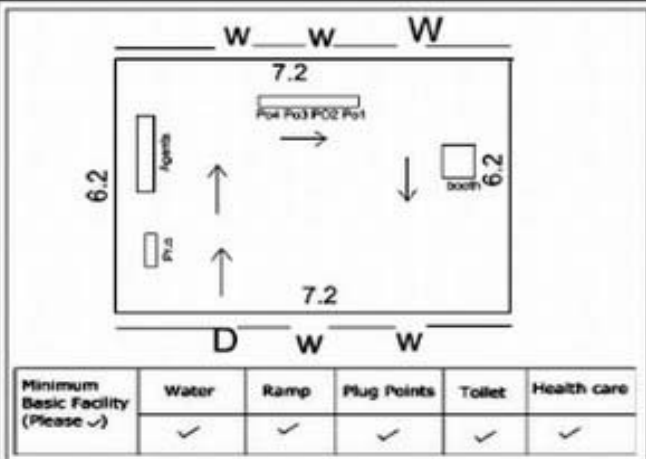 W W W
7.2
Po4 Po3 PO2 Po1
Agents
6.2
6.2
booth
7.2
D W W
Minimum Basic Facility (Please ✓)
Water
Ramp
Plug Points
Toilet
Health care
✓ ✓ ✓ ✓ ✓